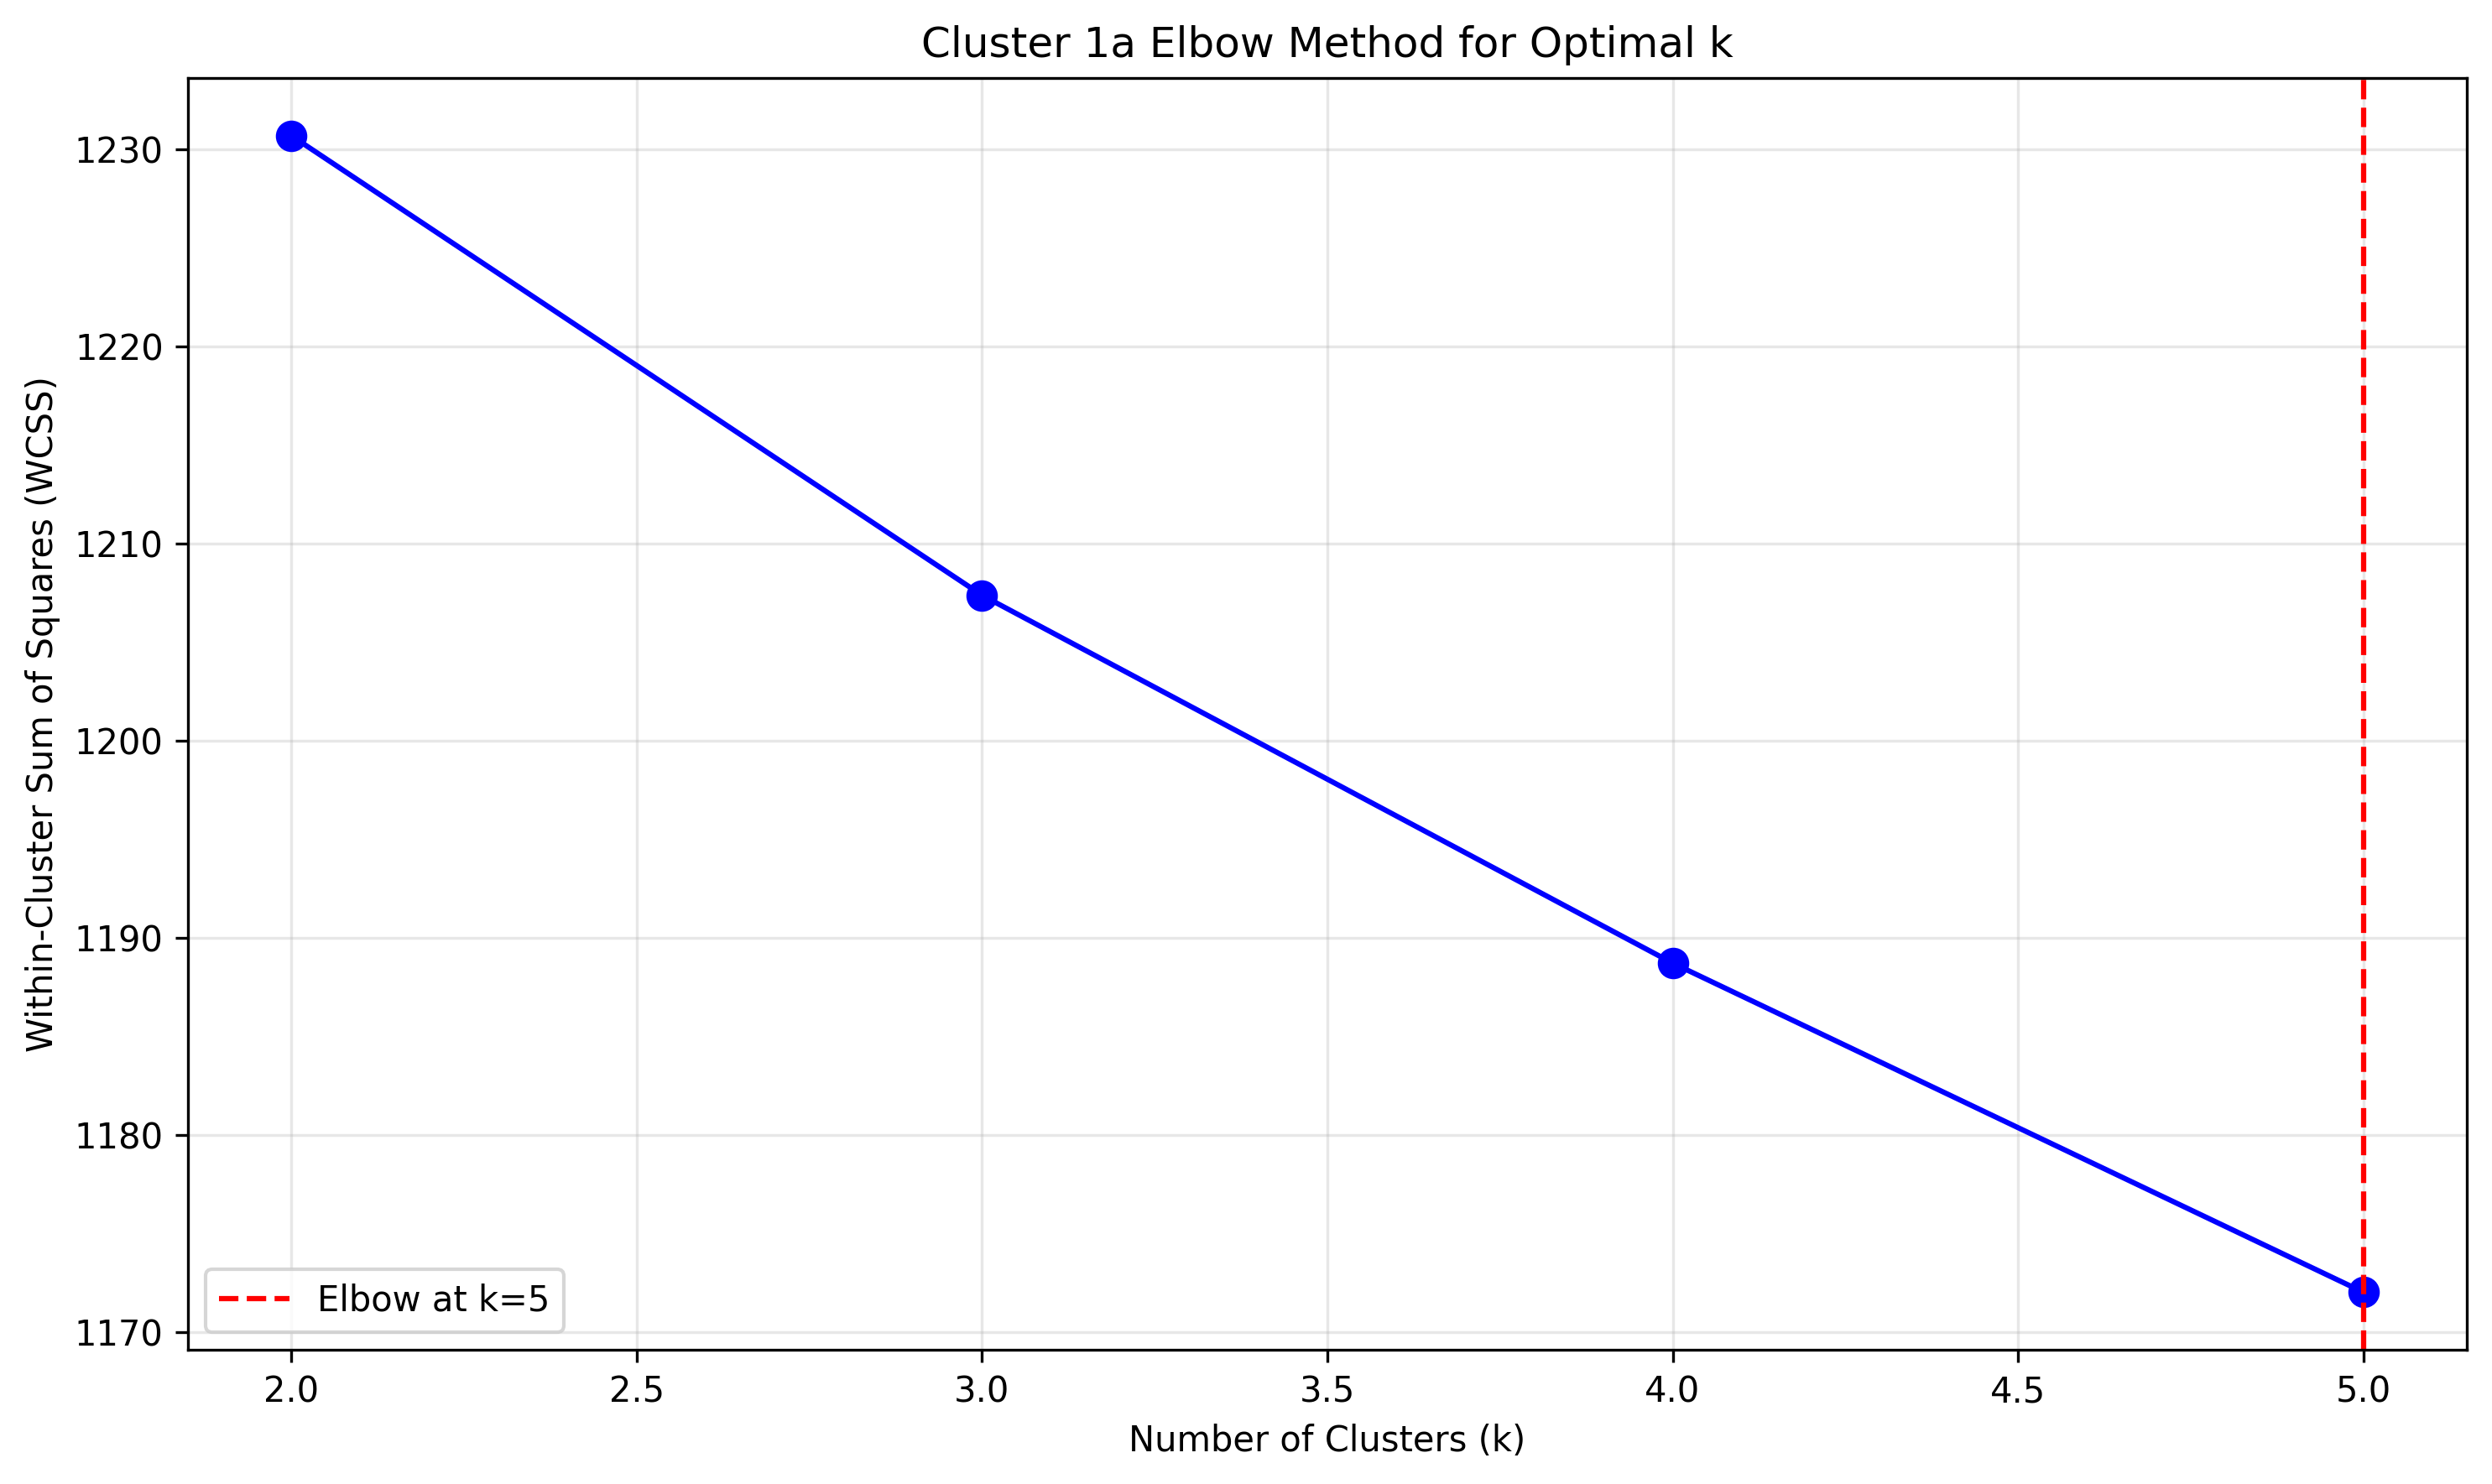 Cluster 1a Elbow Method for Optimal k
Within-Cluster Sum of Squares (WCSS)
1230
1220
1210
1200
1190
1180
1170
Elbow at k=5
2.0 2.5 3.0 3.5 4.0 4.5 5.0
Number of Clusters (k)